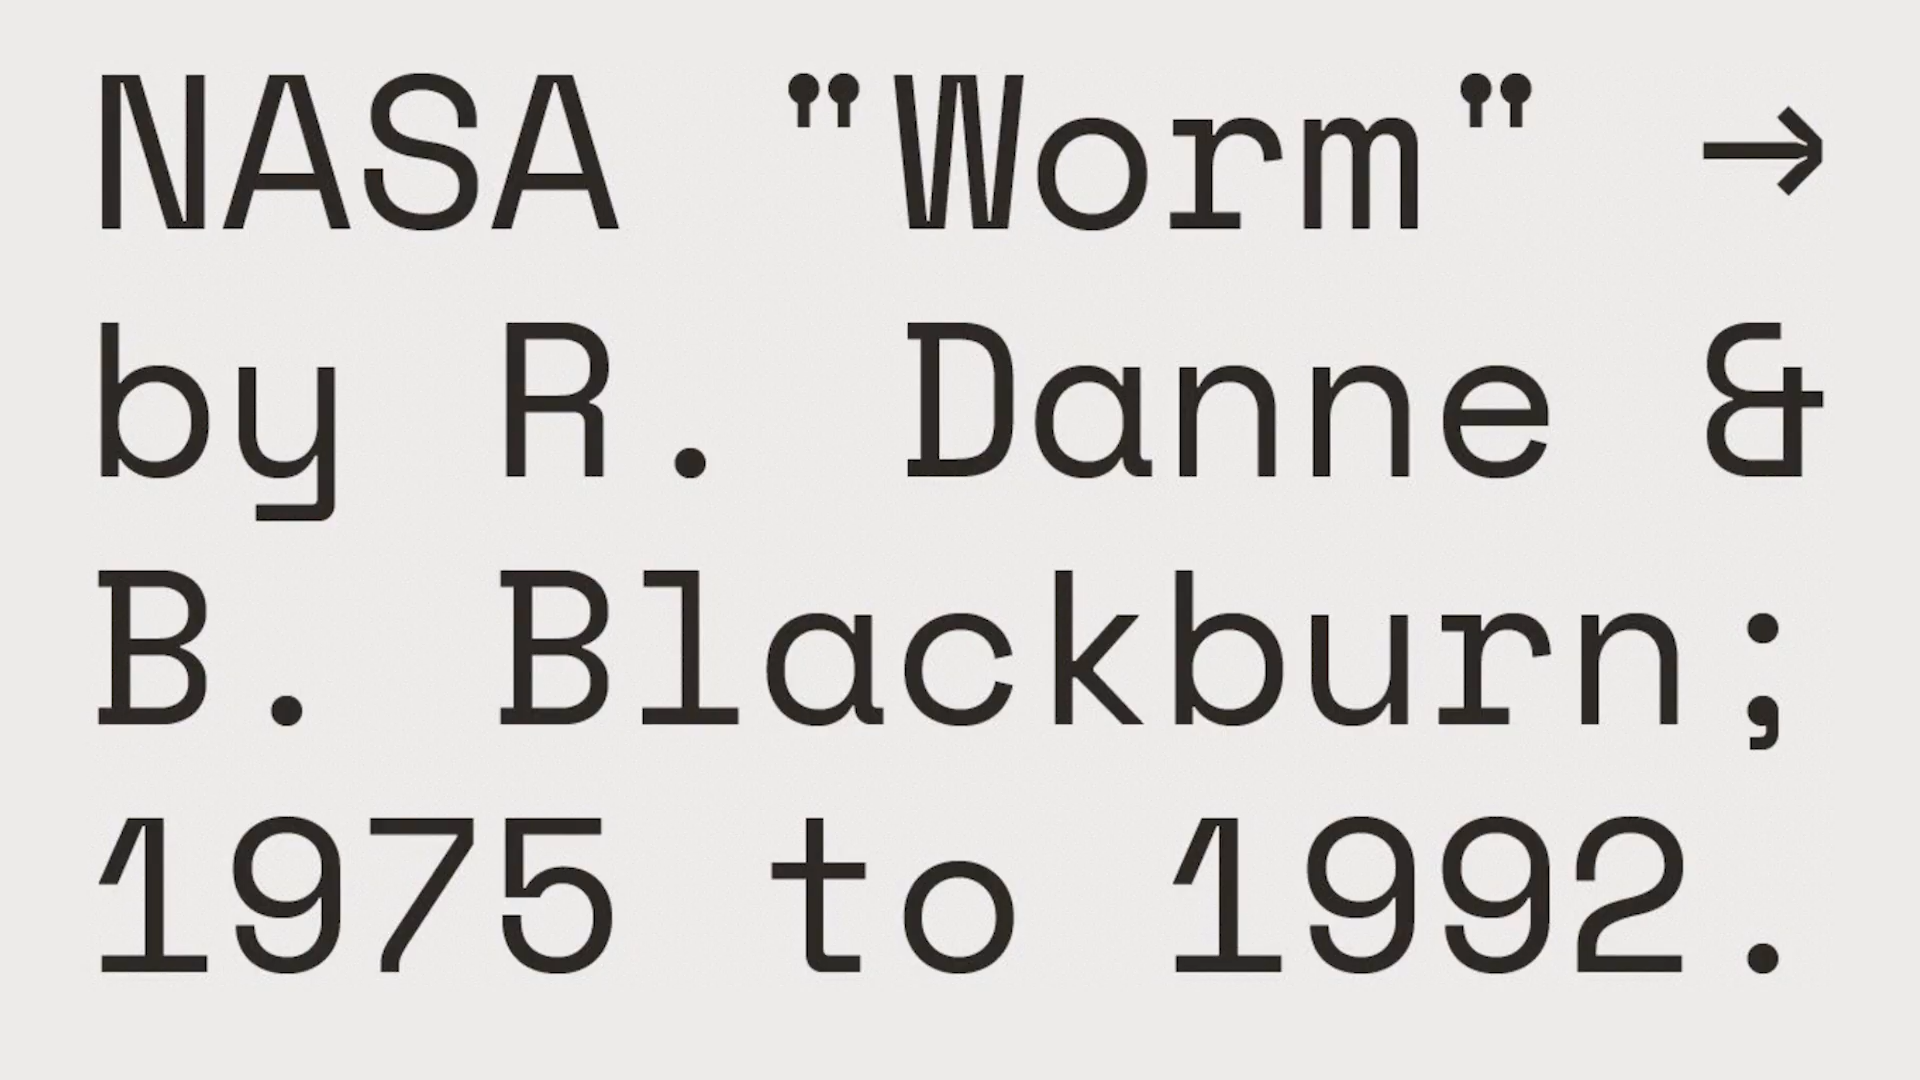 NASA "Worm" →
by R. Danne &
B. Blackburn;
1975 to 1992.